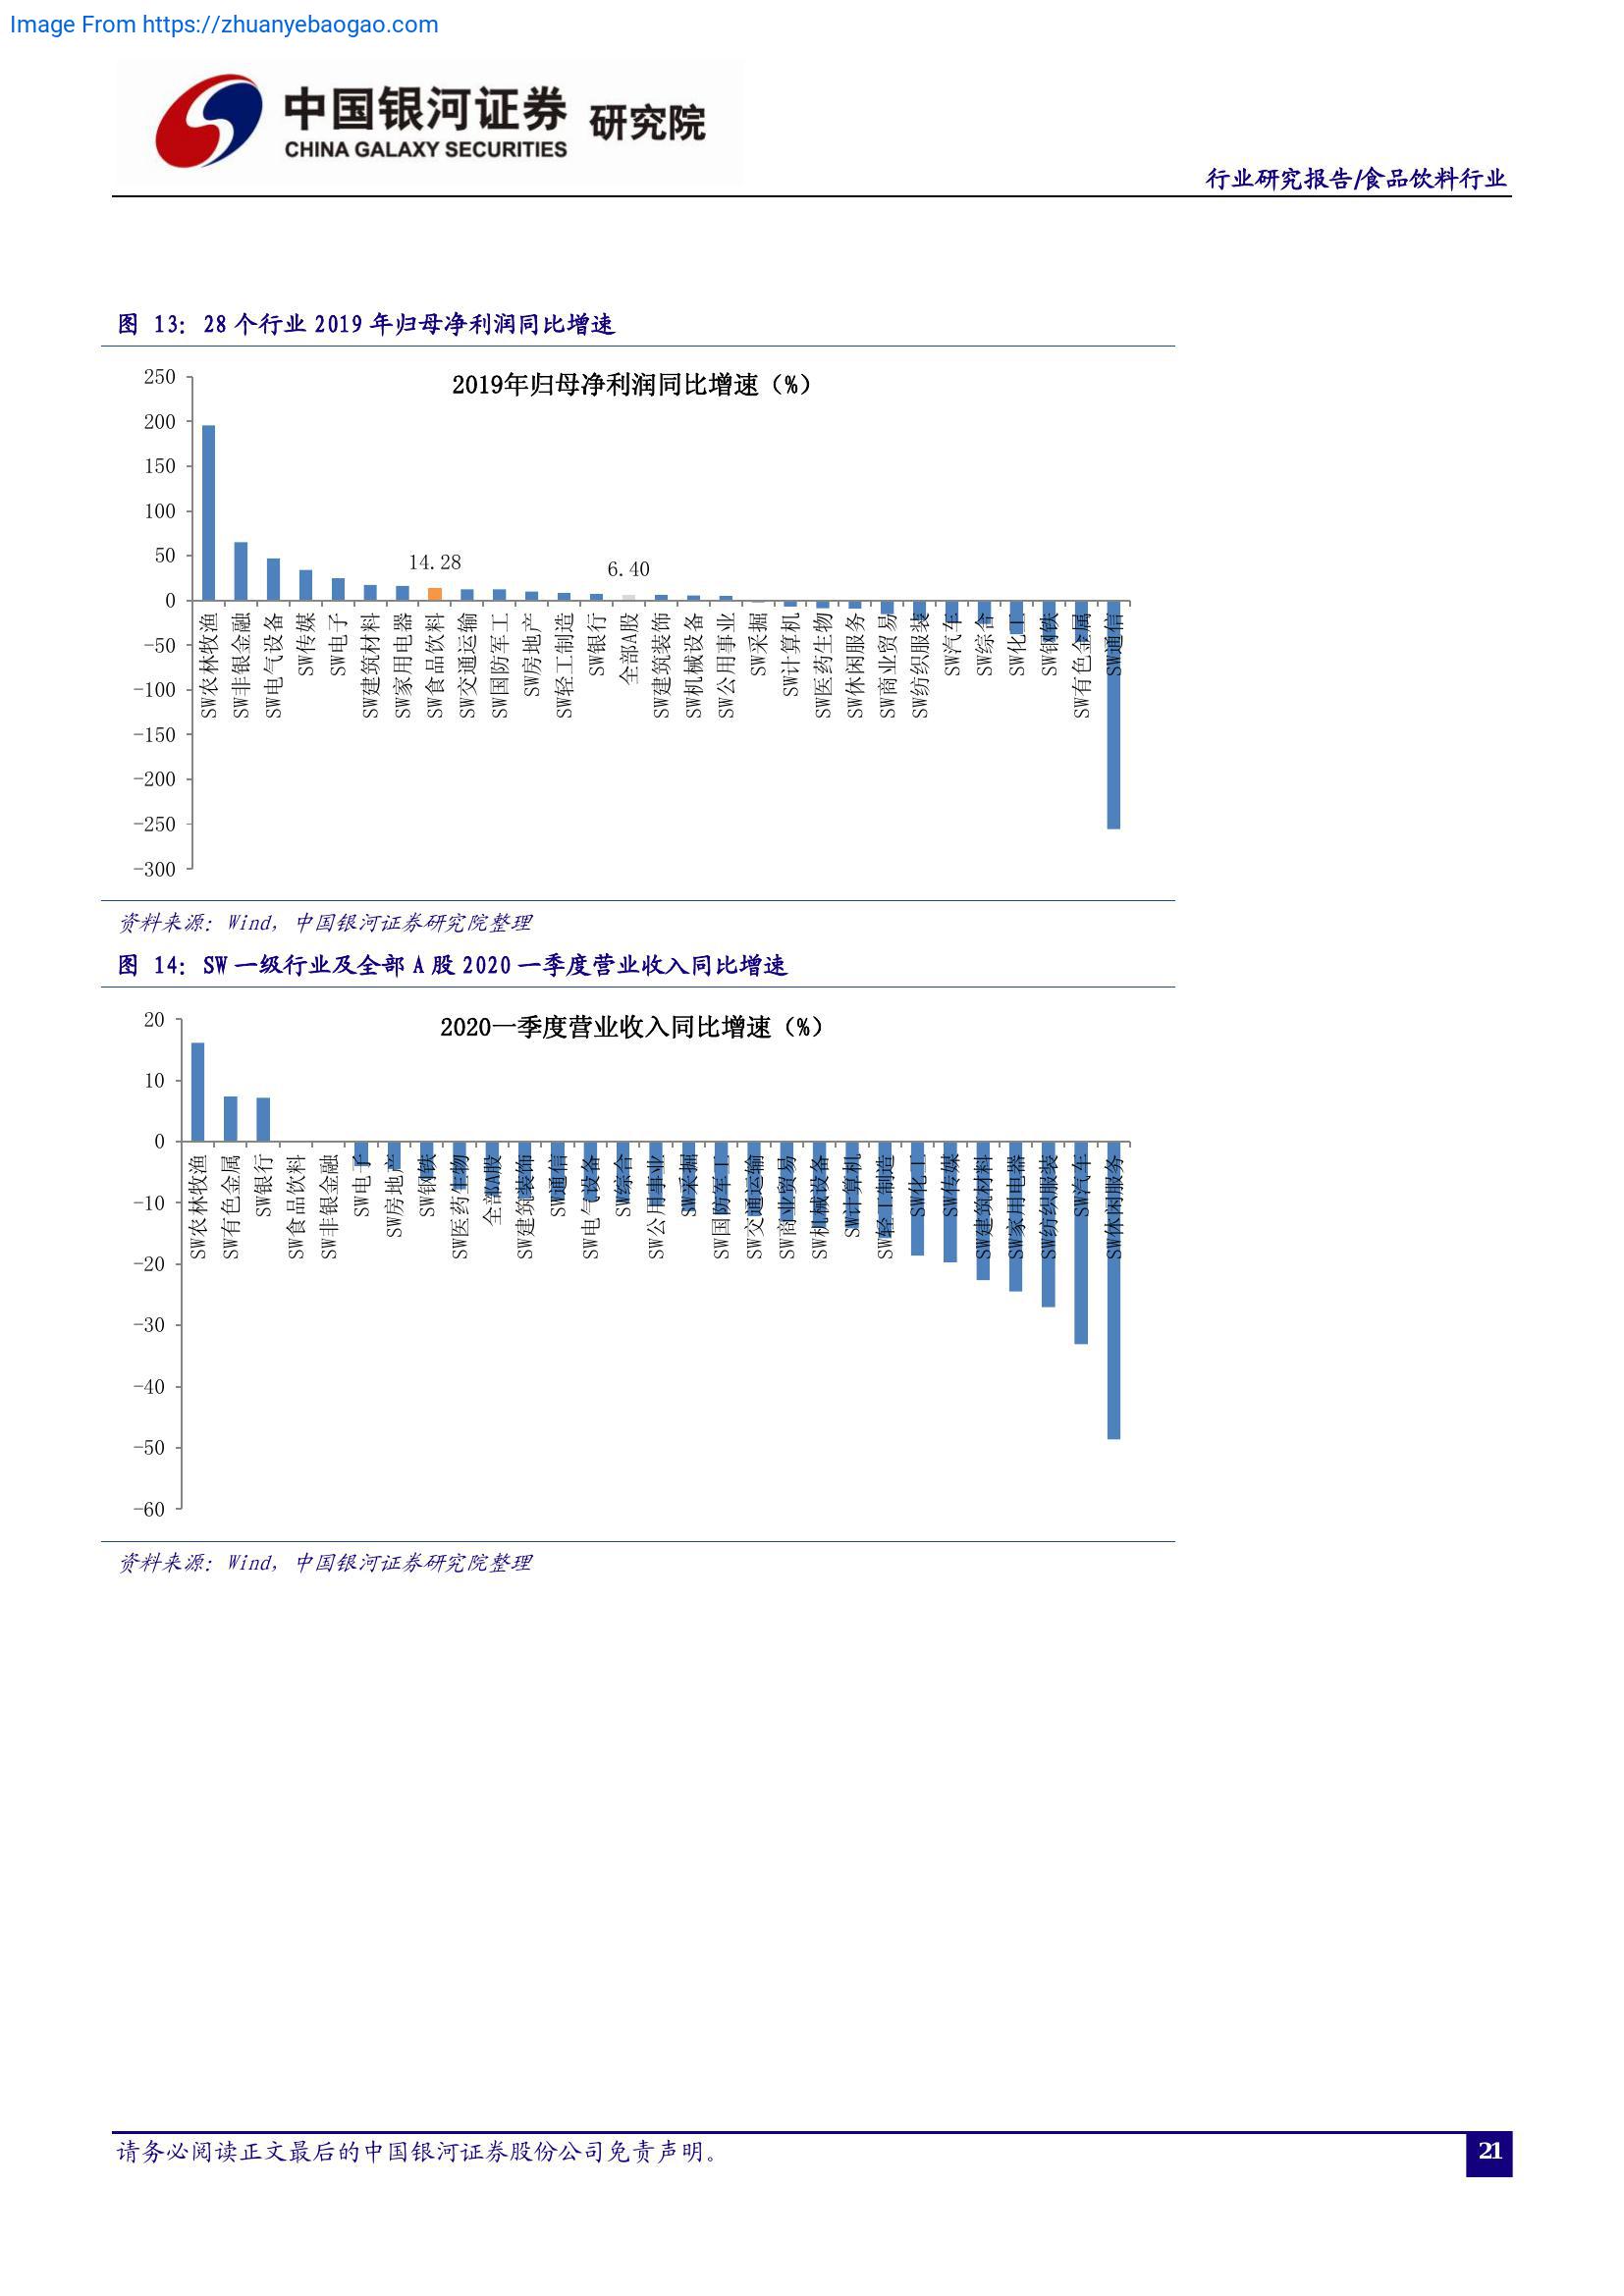 Image From https://zhuanyebaogao.com
中国银河证券 研究院
CHINA GALAXY SECURITIES
行业研究报告/食品饮料行业
图 13: 28 个行业 2019 年归母净利润同比增速
2019年归母净利润同比增速（%）
250
200
150
100
50
0
-50
-100
-150
-200
-250
-300
14.28
6.40
SW农林牧渔
SW非银金融
SW电气设备
SW传媒
SW电子
SW建筑材料
SW家用电器
SW食品饮料
SW交通运输
SW国防军工
SW房地产
SW轻工制造
SW银行
全部A股
SW建筑装饰
SW机械设备
SW公用事业
SW采掘
SW计算机
SW医药生物
SW休闲服务
SW商业贸易
SW纺织服装
SW汽车
SW综合
SW化工
SW钢铁
SW有色金属
SW通信
资料来源: Wind, 中国银河证券研究院整理
图 14: SW 一级行业及全部 A 股 2020 一季度营业收入同比增速
2020一季度营业收入同比增速（%）
20
10
0
-10
-20
-30
-40
-50
-60
SW农林牧渔
SW有色金属
SW银行
SW食品饮料
SW非银金融
SW电子
SW房地产
SW钢铁
SW医药生物
全部A股
SW建筑装饰
SW通信
SW电气设备
SW综合
SW公用事业
SW采掘
SW国防军工
SW交通运输
SW商业贸易
SW机械设备
SW计算机
SW轻工制造
SW化工
SW传媒
SW建筑材料
SW家用电器
SW纺织服装
SW汽车
SW休闲服务
资料来源: Wind, 中国银河证券研究院整理
请务必阅读正文最后的中国银河证券股份公司免责声明。
21